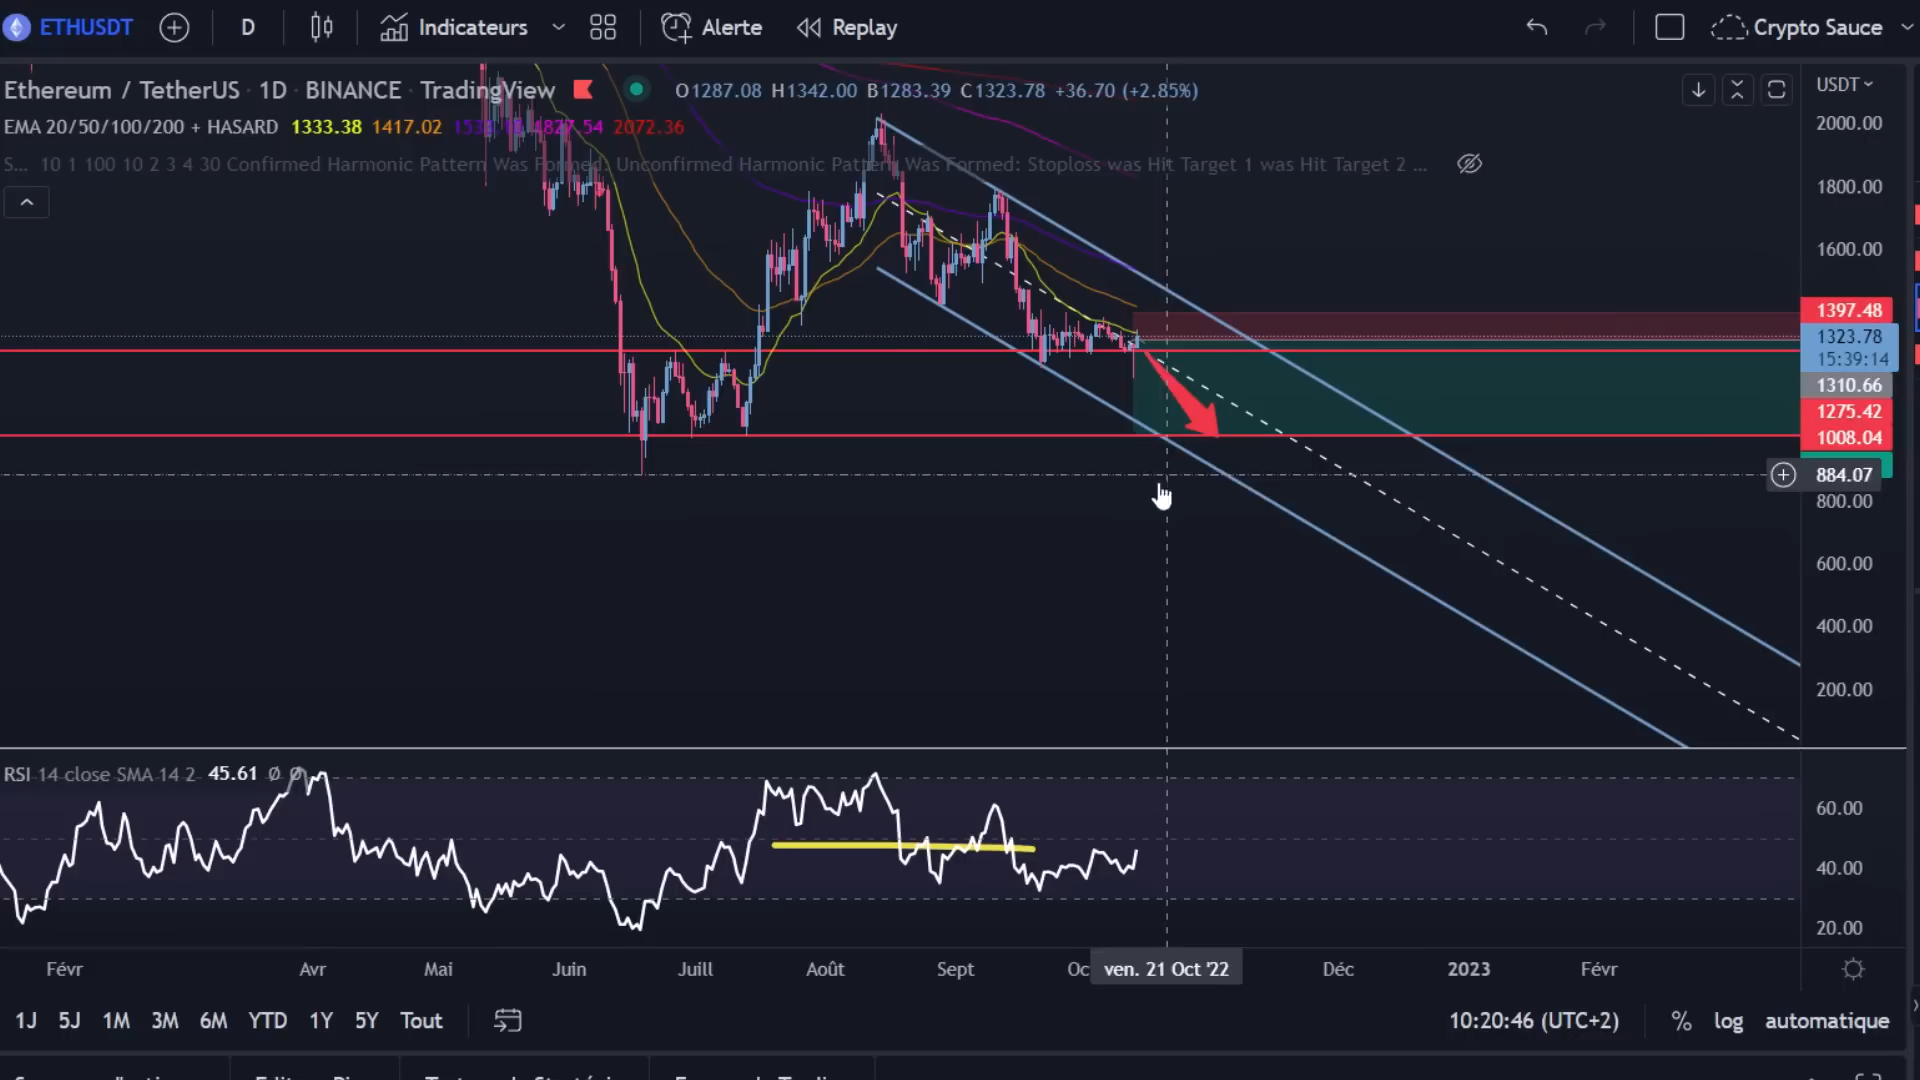 ETHUSDT D Indicateurs Alerte Replay Crypto Sauce
Ethereum / TetherUS · 1D · BINANCE · TradingView O1287.08 H1342.00 B1283.39 C1323.78 +36.70 (+2.85%)
USDT
EMA 20/50/100/200 + HASARD 1333.38 1417.02 1827.54 2072.36
S... 10 1 100 10 2 3 4 30 Confirmed Harmonic Pattern Was Formed: Unconfirmed Harmonic Pattern Was Formed: Stoploss was Hit Target 1 was Hit Target 2 ...
2000.00
1800.00
1600.00
1397.48
1323.78
15:39:14
1310.66
1275.42
1008.04
884.07
800.00
600.00
400.00
200.00
RSI 14 close SMA 14 2 45.61 Ø Ø
60.00
40.00
20.00
Févr Avr Mai Juin Juill Août Sept Oc ven. 21 Oct '22 Déc 2023 Févr
1J 5J 1M 3M 6M YTD 1Y 5Y Tout 10:20:46 (UTC+2) % log automatique